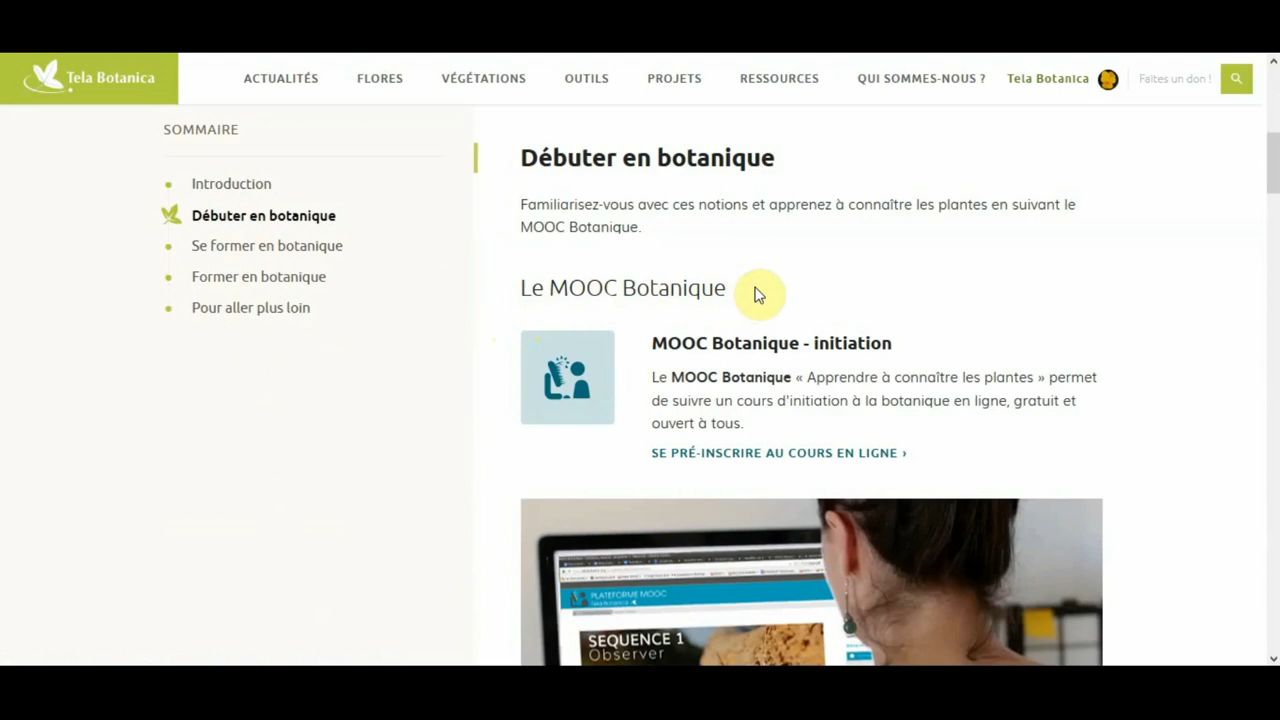 Tela Botanica
ACTUALITÉS FLORES VÉGÉTATIONS OUTILS PROJETS RESSOURCES QUI SOMMES-NOUS ? Tela Botanica Faites un don !
SOMMAIRE
Introduction
Débuter en botanique
Se former en botanique
Former en botanique
Pour aller plus loin
Débuter en botanique
Familiarisez-vous avec ces notions et apprenez à connaître les plantes en suivant le
MOOC Botanique.
Le MOOC Botanique
MOOC Botanique - initiation
Le MOOC Botanique « Apprendre à connaître les plantes » permet
de suivre un cours d'initiation à la botanique en ligne, gratuit et
ouvert à tous.
SE PRÉ-INSCRIRE AU COURS EN LIGNE ›
PLATEFORME MOOC
Tela Botanica
SEQUENCE 1
Observer